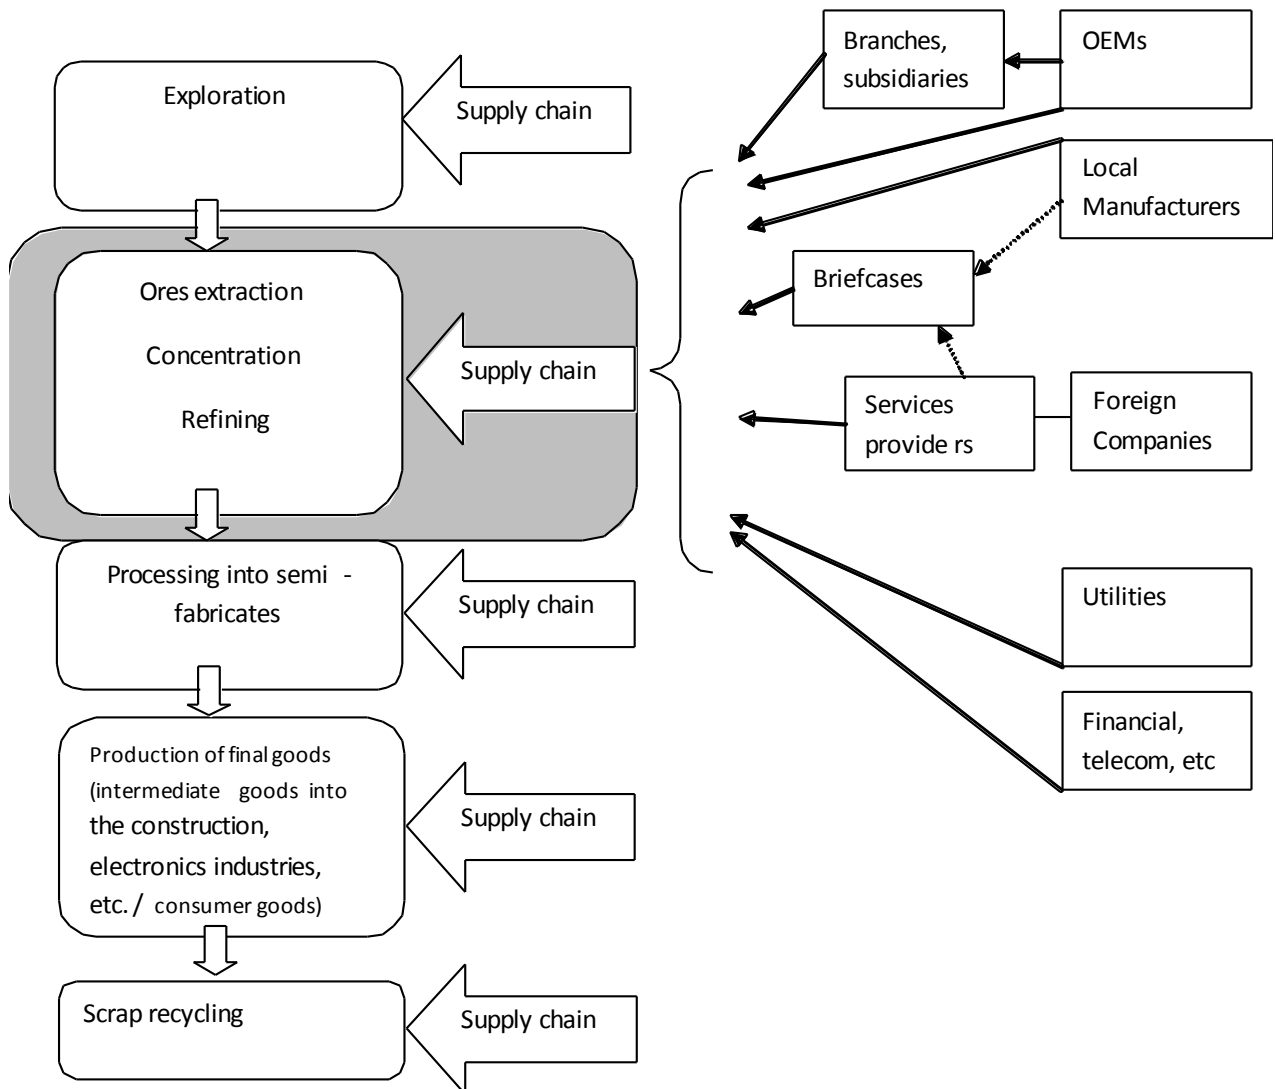 Exploration
Supply chain
Ores extraction
Concentration
Refining
Supply chain
Processing into semi -
fabricates
Supply chain
Production of final goods
(intermediate goods into
the construction,
electronics industries,
etc. / consumer goods)
Supply chain
Scrap recycling
Supply chain
Branches,
subsidiaries
OEMs
Local
Manufacturers
Briefcases
Services
provide rs
Foreign
Companies
Utilities
Financial,
telecom, etc